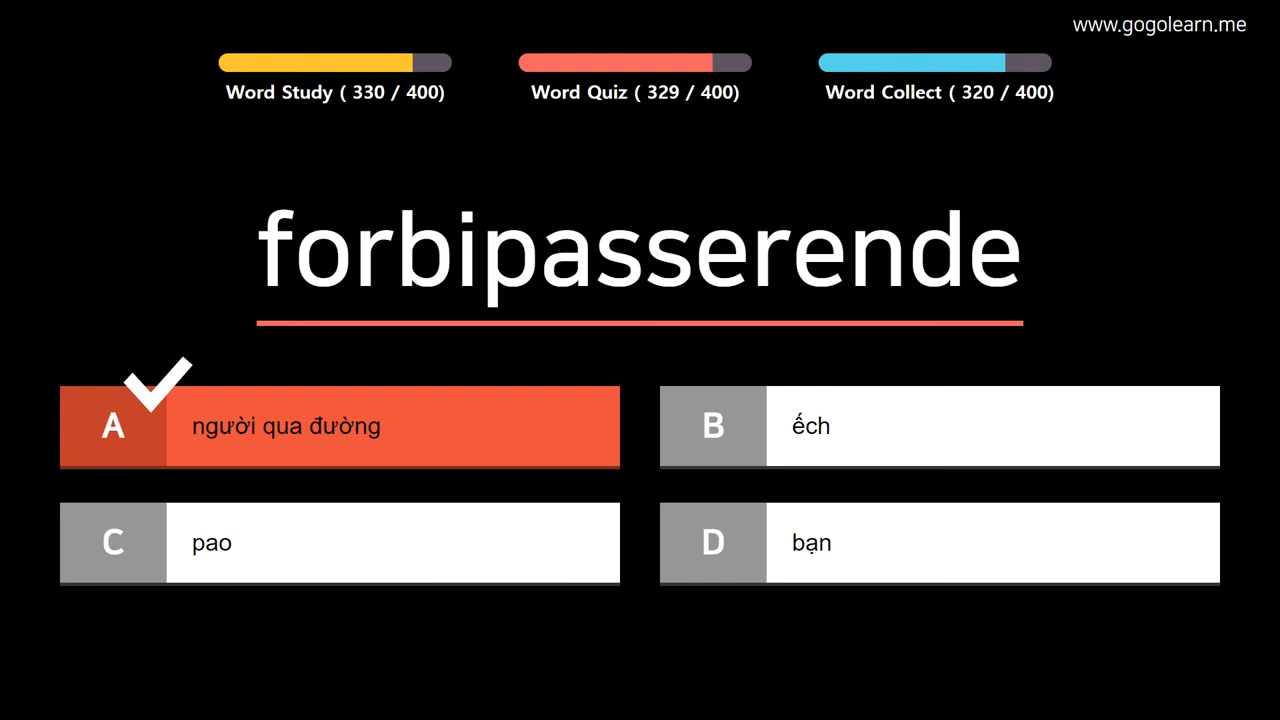 www.gogolearn.me
Word Study ( 330 / 400)
Word Quiz ( 329 / 400)
Word Collect ( 320 / 400)
forbipasserende
A người qua đường
B ếch
C pao
D bạn